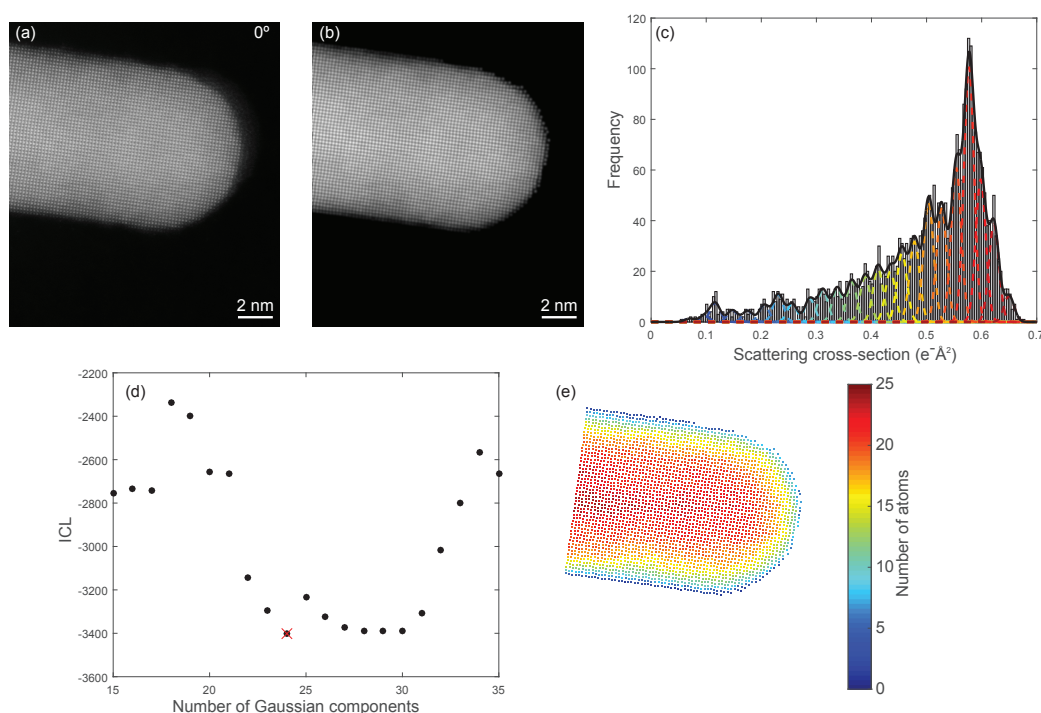 (a)
0º
2 nm
(b)
2 nm
(c)
120
100
80
60
40
20
0
Frequency
0 0.1 0.2 0.3 0.4 0.5 0.6 0.7
Scattering cross-section (e⁻Å²)
(d)
-2200
-2400
-2600
-2800
-3000
-3200
-3400
-3600
ICL
15 20 25 30 35
Number of Gaussian components
(e)
25
20
15
10
5
0
Number of atoms